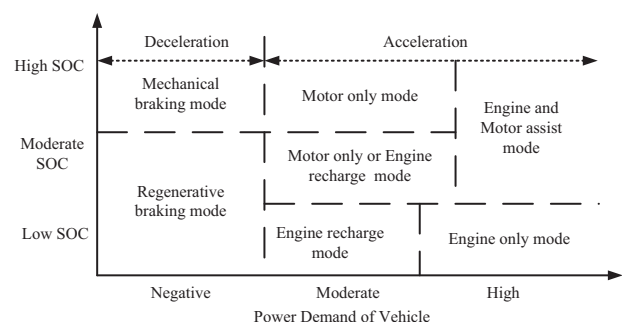 Deceleration
Acceleration
High SOC
Mechanical
braking mode
Motor only mode
Engine and
Motor assist
mode
Moderate
SOC
Motor only or Engine
recharge mode
Regenerative
braking mode
Low SOC
Engine recharge
mode
Engine only mode
Negative
Moderate
High
Power Demand of Vehicle